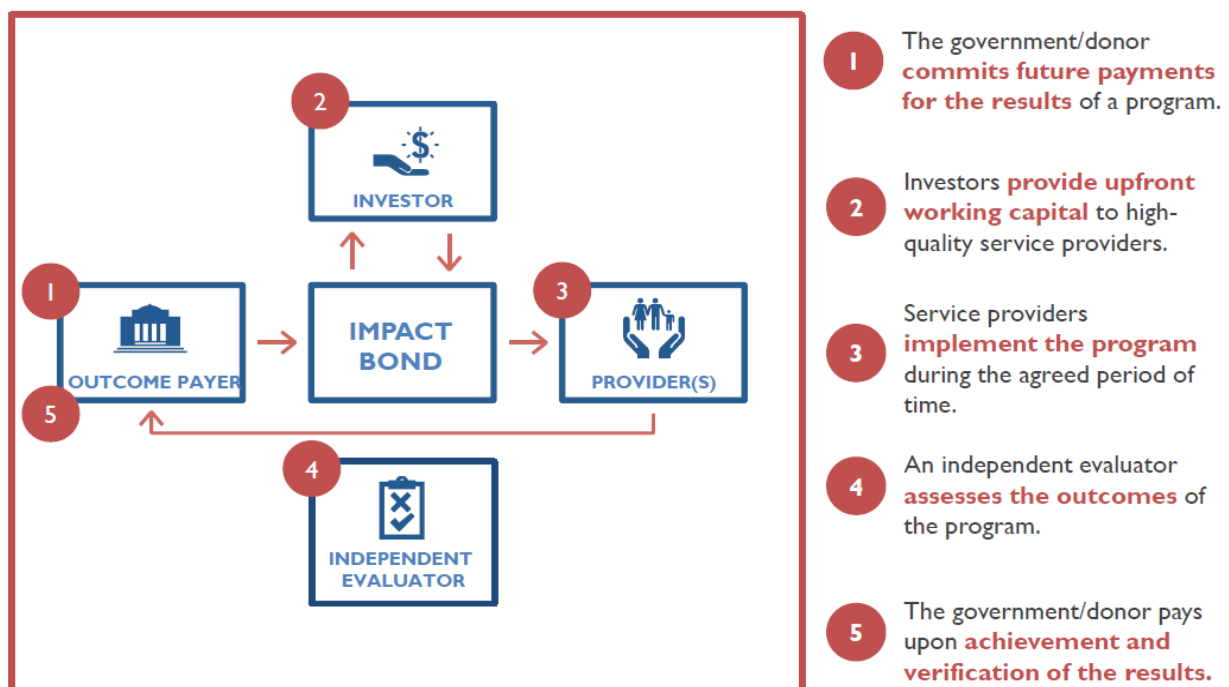 2
INVESTOR
1
OUTCOME PAYER
5
IMPACT
BOND
3
PROVIDER(S)
4
INDEPENDENT
EVALUATOR
1
The government/donor
commits future payments
for the results of a program.
2
Investors provide upfront
working capital to high-
quality service providers.
3
Service providers
implement the program
during the agreed period of
time.
4
An independent evaluator
assesses the outcomes of
the program.
5
The government/donor pays
upon achievement and
verification of the results.